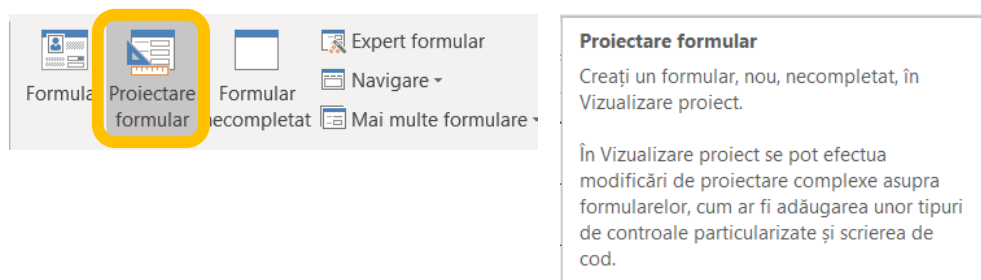 Expert formular
Navigare
Formula Proiectare Formular
formular necompletat Mai multe formulare
Proiectare formular
Creați un formular, nou, necompletat, în
Vizualizare proiect.
În Vizualizare proiect se pot efectua
modificări de proiectare complexe asupra
formularelor, cum ar fi adăugarea unor tipuri
de controale particularizate și scrierea de
cod.